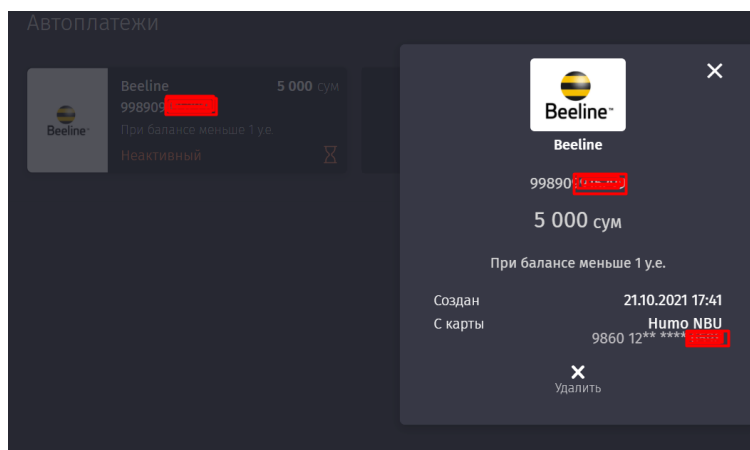 Автоплатежи
Beeline
5 000 сум
998909
При балансе меньше 1 у.е.
Неактивный
Beeline
Beeline
Beeline
99890
5 000 сум
При балансе меньше 1 у.е.
Создан 21.10.2021 17:41
С карты Humo NBU
9860 12** ****
Удалить